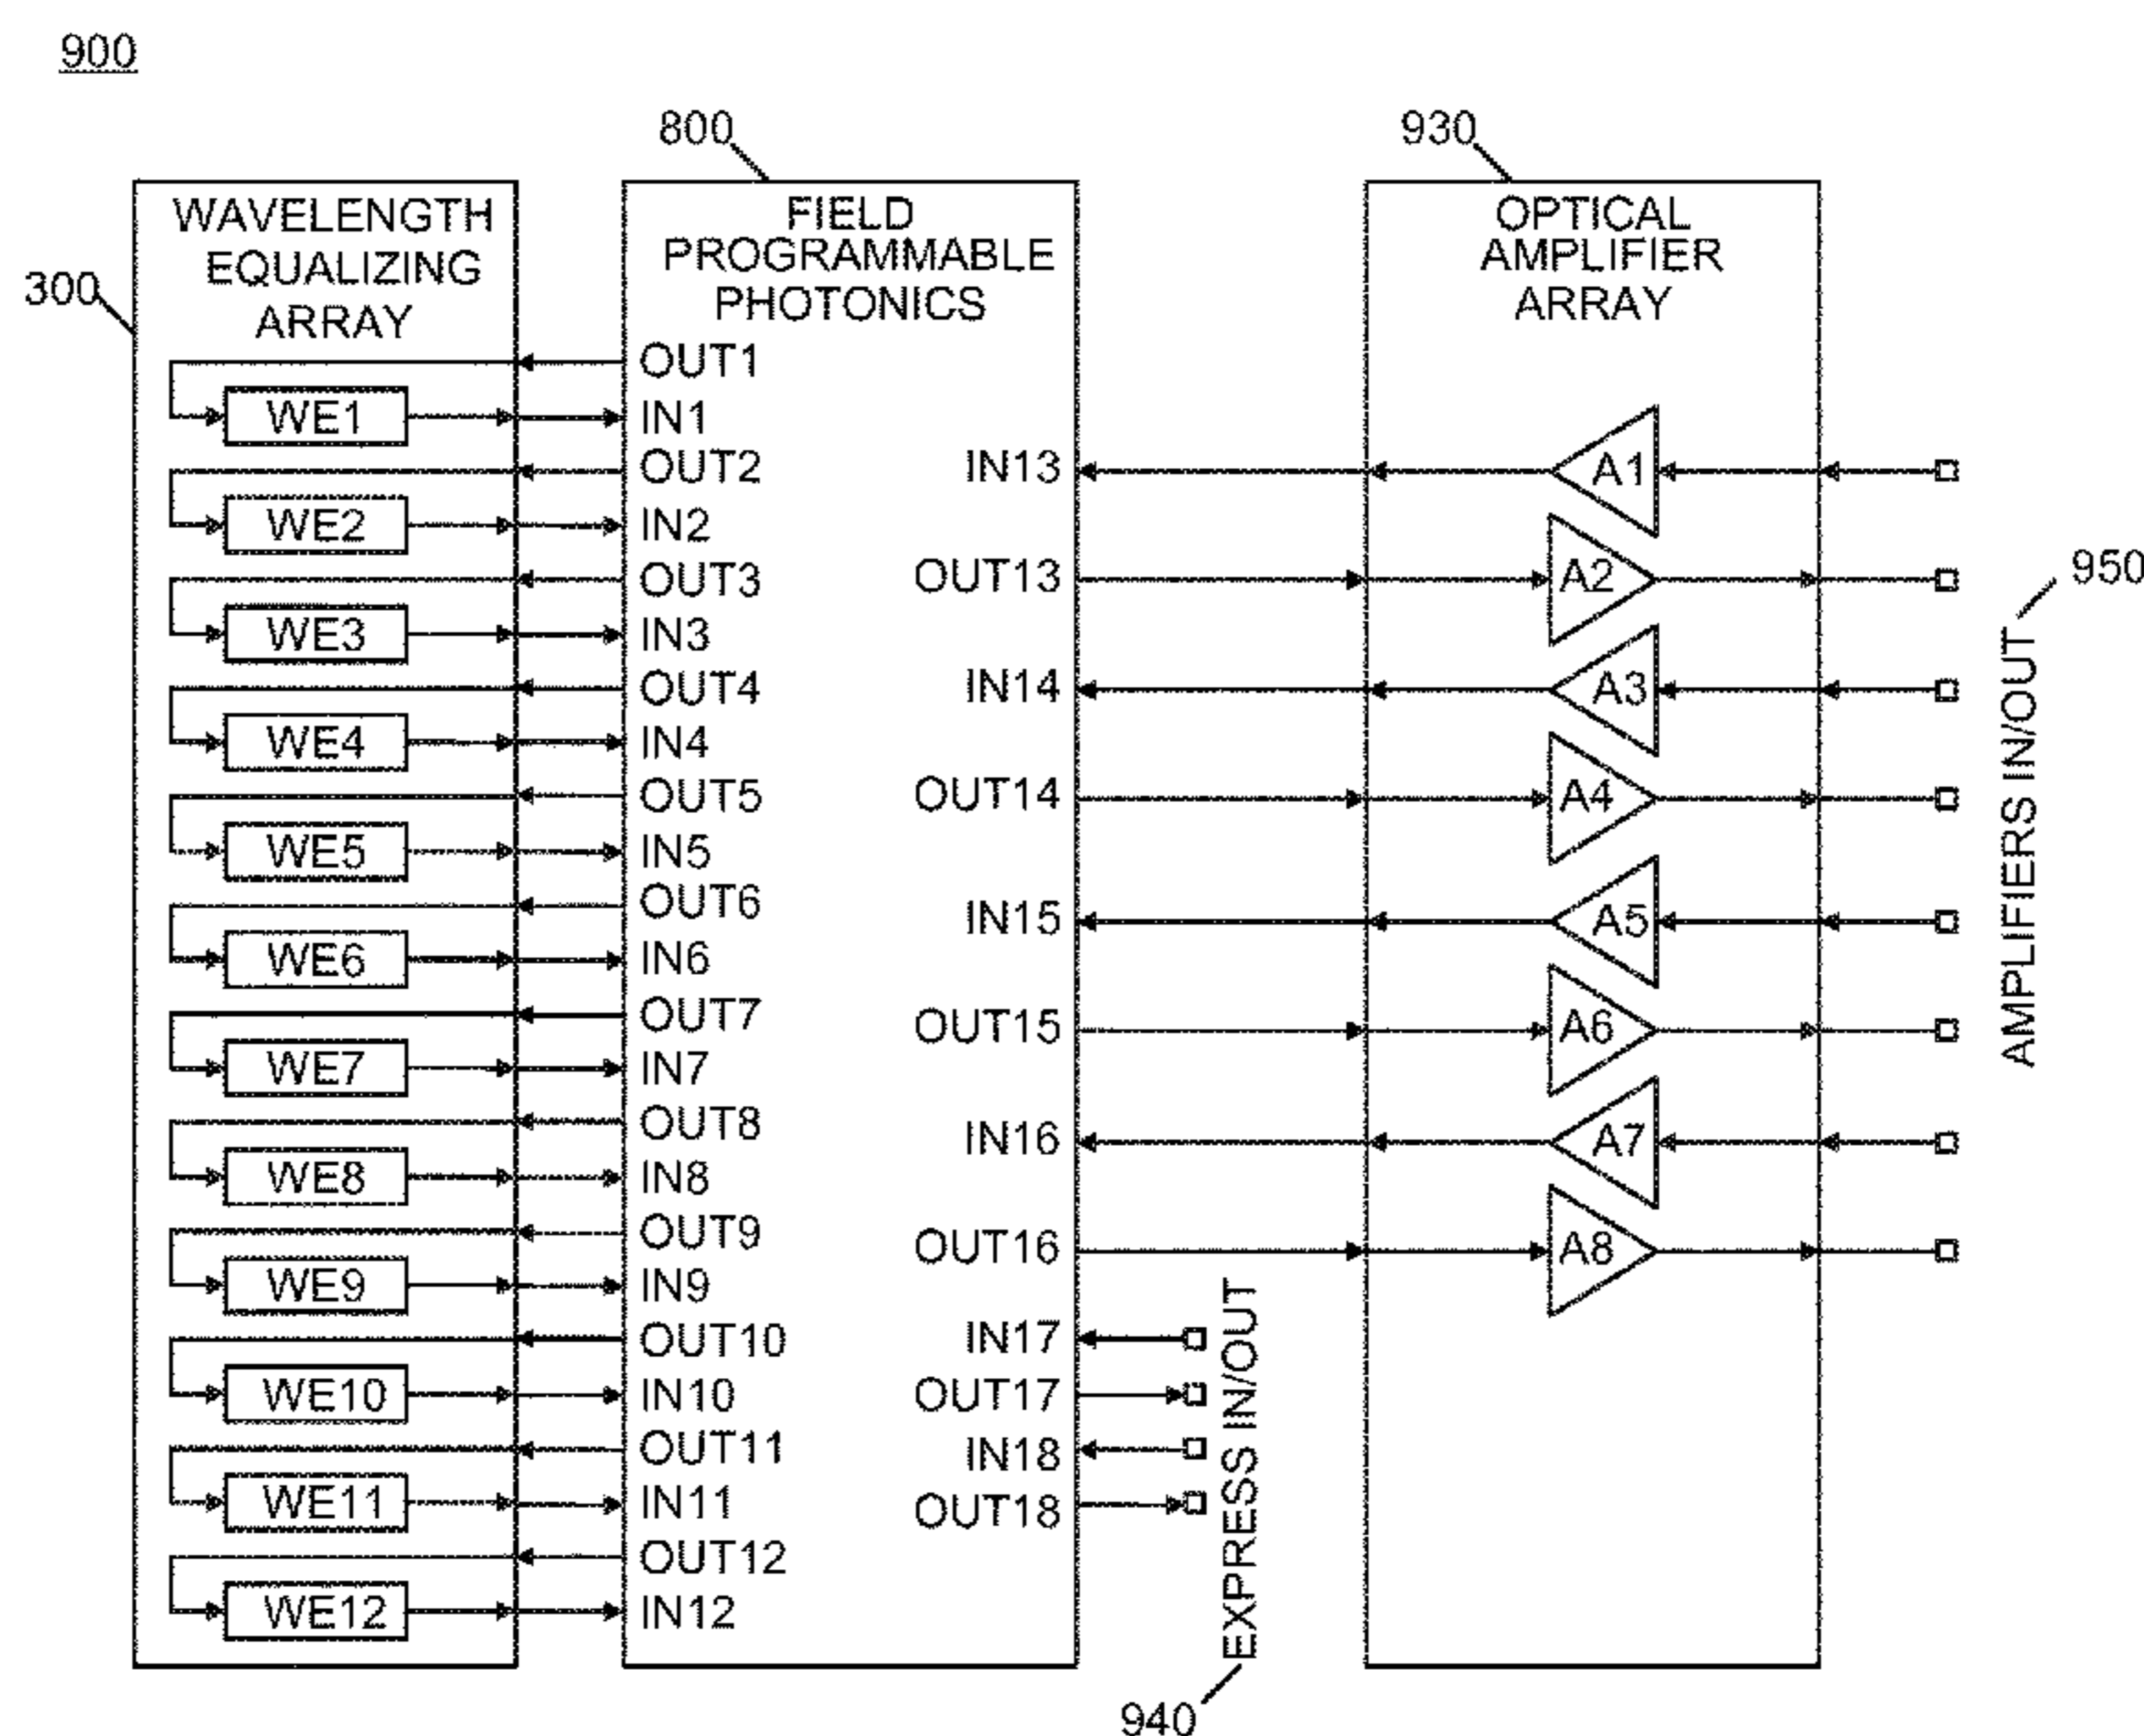 900
800
930
300
WAVELENGTH
EQUALIZING
ARRAY
FIELD
PROGRAMMABLE
PHOTONICS
OPTICAL
AMPLIFIER
ARRAY
WE1
WE2
WE3
WE4
WE5
WE6
WE7
WE8
WE9
WE10
WE11
WE12
OUT1
IN1
OUT2
IN2
OUT3
IN3
OUT4
IN4
OUT5
IN5
OUT6
IN6
OUT7
IN7
OUT8
IN8
OUT9
IN9
OUT10
IN10
OUT11
IN11
OUT12
IN12
IN13
OUT13
IN14
OUT14
IN15
OUT15
IN16
OUT16
IN17
OUT17
IN18
OUT18
EXPRESS IN/OUT
940
A1
A2
A3
A4
A5
A6
A7
A8
AMPLIFIERS IN/OUT
950